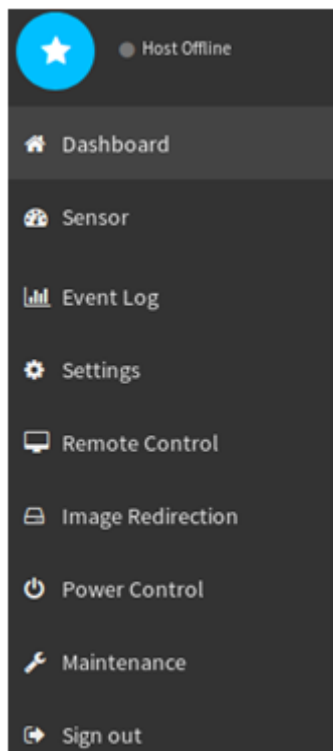 Host Offline
Dashboard
Sensor
Event Log
Settings
Remote Control
Image Redirection
Power Control
Maintenance
Sign out